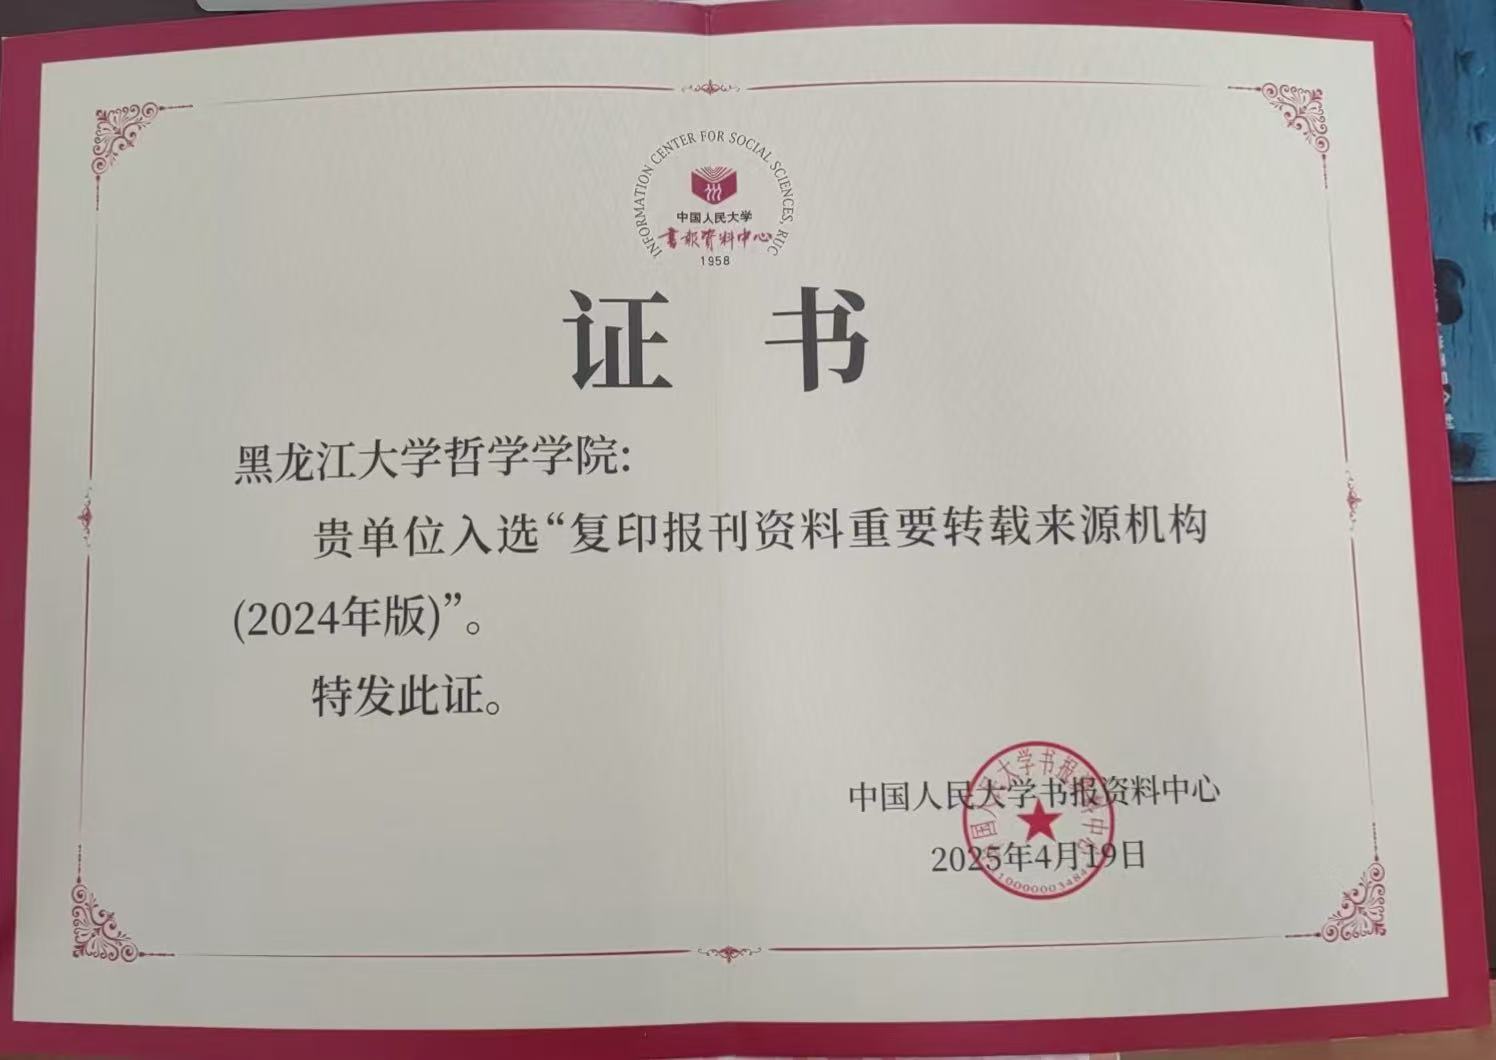 INFORMATION CENTER FOR SOCIAL SCIENCES, RUC
中国人民大学
書報資料中心
1958
证 书
黑龙江大学哲学学院:
贵单位入选“复印报刊资料重要转载来源机构
(2024年版)”。
特发此证。
中国人民大学书报资料中心
2025年4月19日